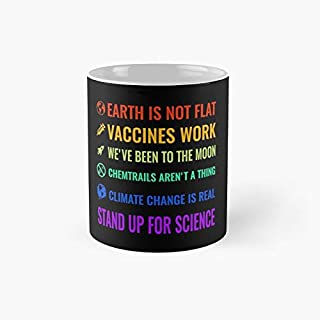 EARTH IS NOT FLAT
VACCINES WORK
WE'VE BEEN TO THE MOON
CHEMTRAILS AREN'T A THING
CLIMATE CHANGE IS REAL
STAND UP FOR SCIENCE